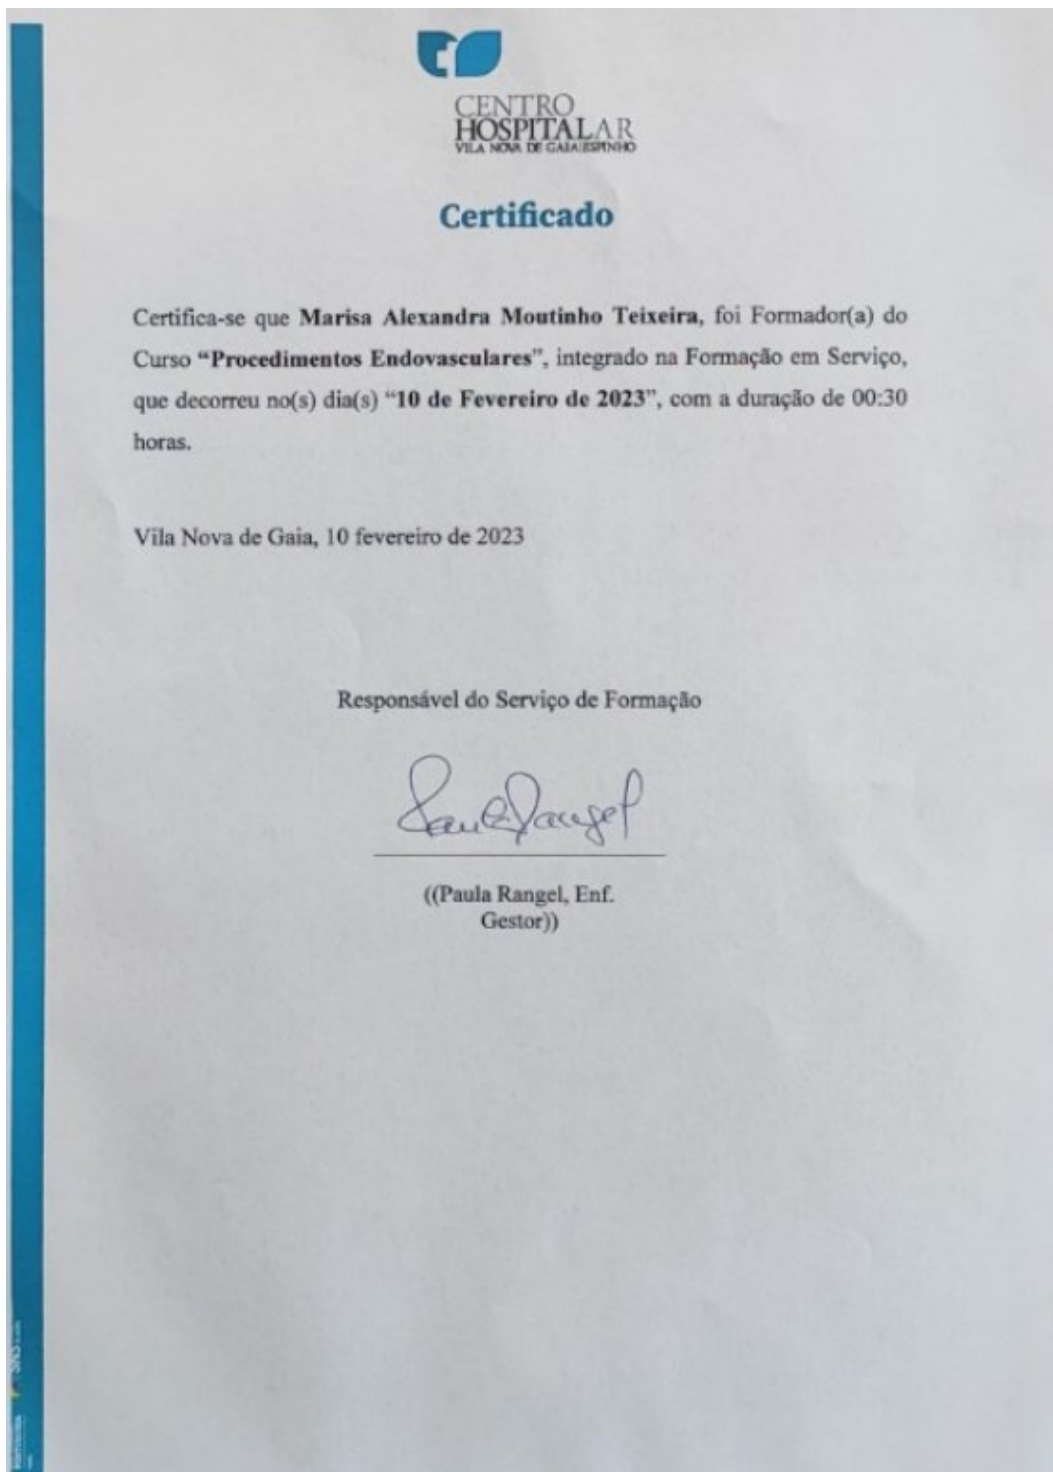 CENTRO
HOSPITALAR
VILA NOVA DE GAIA/ESPINHO
Certificado
Certifica-se que Marisa Alexandra Moutinho Teixeira, foi Formador(a) do
Curso “Procedimentos Endovasculares”, integrado na Formação em Serviço,
que decorreu no(s) dia(s) “10 de Fevereiro de 2023”, com a duração de 00:30
horas.
Vila Nova de Gaia, 10 fevereiro de 2023
Responsável do Serviço de Formação
Paula Rangel
((Paula Rangel, Enf.
Gestor))
SNS